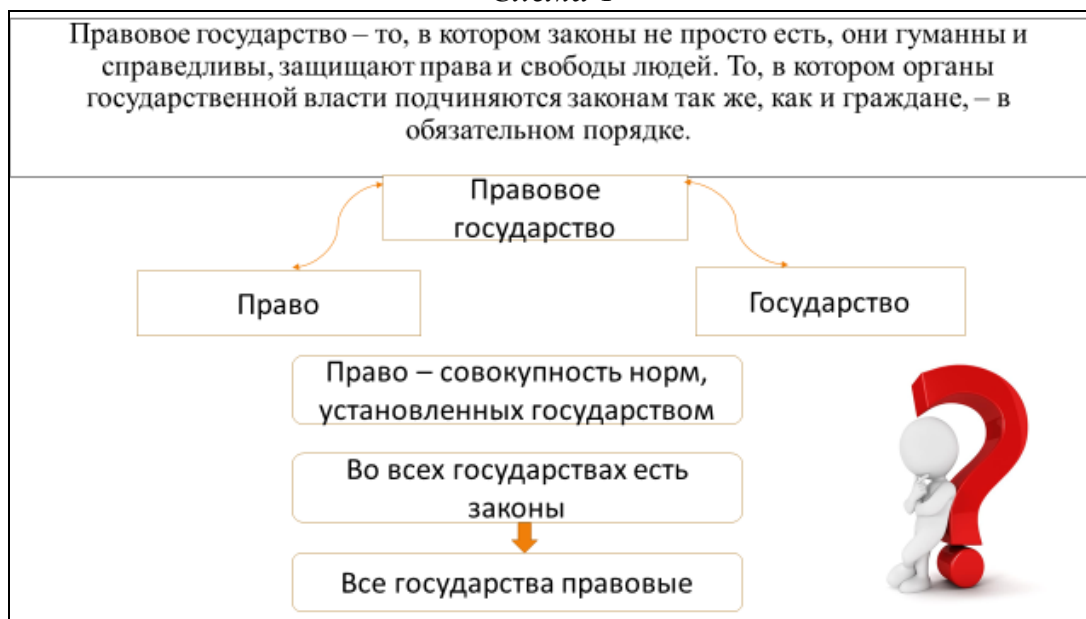 Правовое государство – то, в котором законы не просто есть, они гуманны и
справедливы, защищают права и свободы людей. То, в котором органы
государственной власти подчиняются законам так же, как и граждане, – в
обязательном порядке.
Правовое
государство
Право
Государство
Право – совокупность норм,
установленных государством
Во всех государствах есть
законы
Все государства правовые